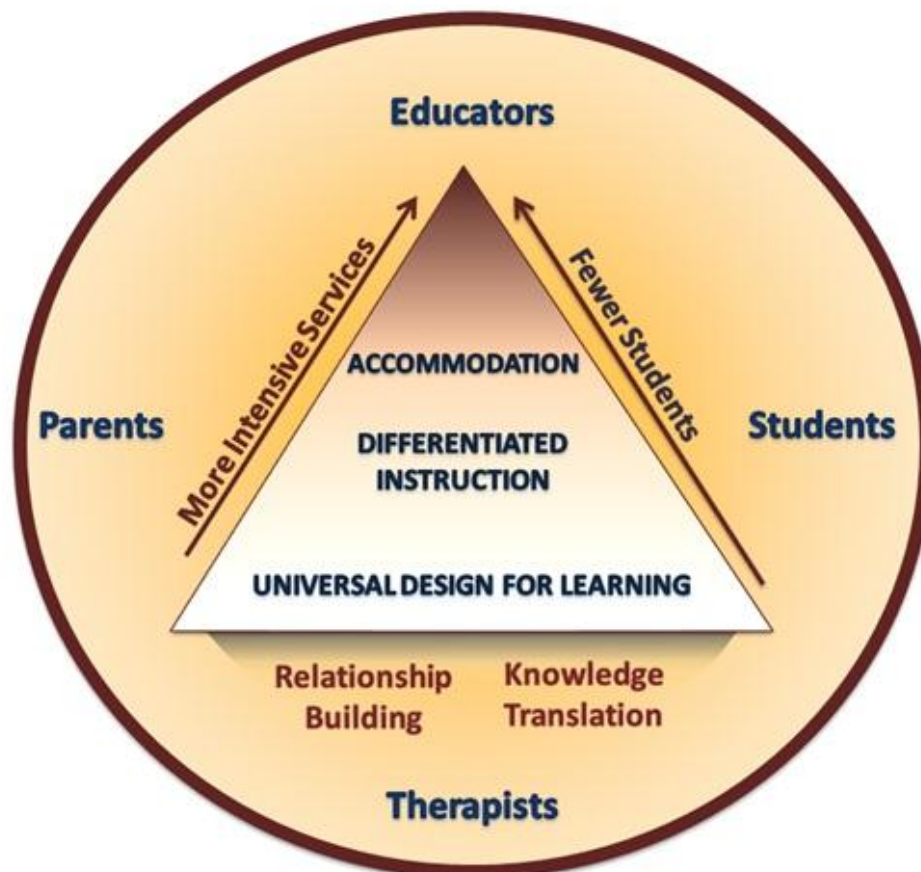 Educators
More Intensive Services
Fewer Students
ACCOMMODATION
Parents
DIFFERENTIATED
INSTRUCTION
Students
UNIVERSAL DESIGN FOR LEARNING
Relationship
Building
Knowledge
Translation
Therapists